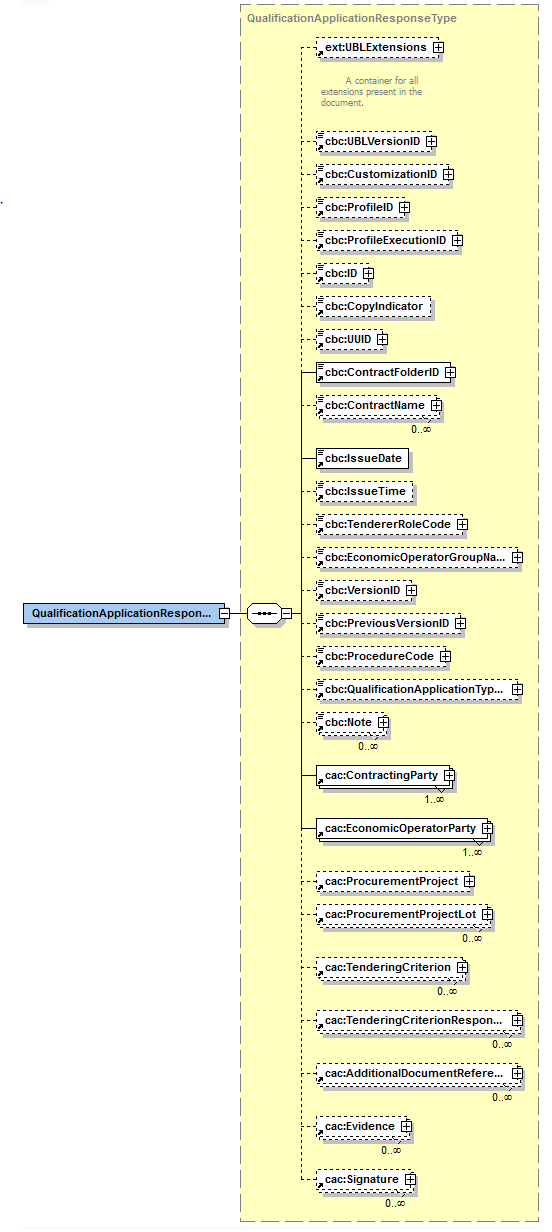 QualificationApplicationResponseType
ext:UBLExtensions
A container for all
extensions present in the
document.
cbc:UBLVersionID
cbc:CustomizationID
cbc:ProfileID
cbc:ProfileExecutionID
cbc:ID
cbc:CopyIndicator
cbc:UUID
cbc:ContractFolderID
cbc:ContractName
0..∞
cbc:IssueDate
cbc:IssueTime
cbc:TendererRoleCode
cbc:EconomicOperatorGroupNa...
cbc:VersionID
QualificationApplicationRespon...
cbc:PreviousVersionID
cbc:ProcedureCode
cbc:QualificationApplicationTyp...
cbc:Note
0..∞
cac:ContractingParty
1..∞
cac:EconomicOperatorParty
1..∞
cac:ProcurementProject
cac:ProcurementProjectLot
0..∞
cac:TenderingCriterion
0..∞
cac:TenderingCriterionRespon...
0..∞
cac:AdditionalDocumentRefere...
0..∞
cac:Evidence
0..∞
cac:Signature
0..∞